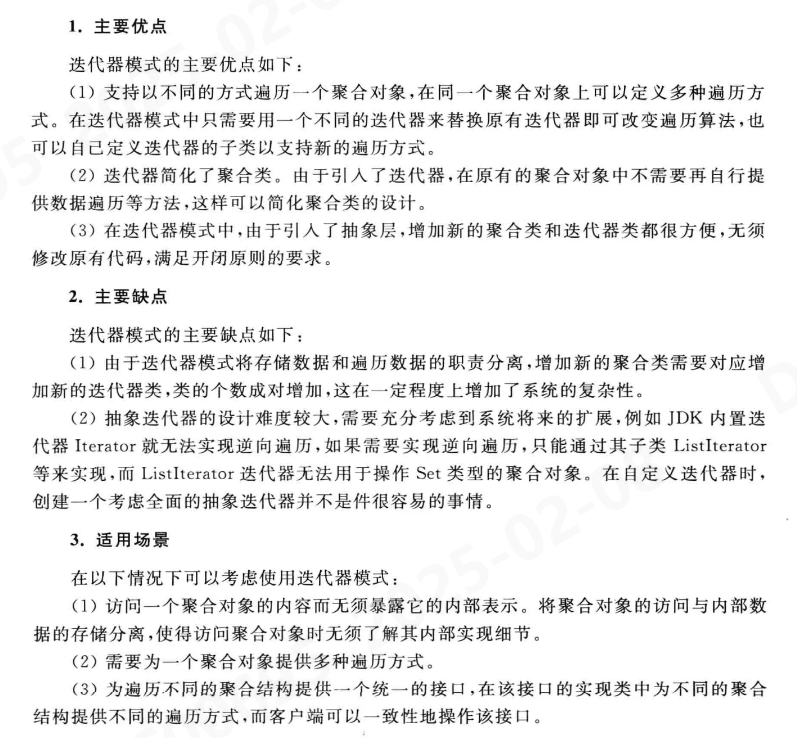 1. 主要优点
迭代器模式的主要优点如下：
（1）支持以不同的方式遍历一个聚合对象，在同一个聚合对象上可以定义多种遍历方
式。在迭代器模式中只需要用一个不同的迭代器来替换原有迭代器即可改变遍历算法，也
可以自己定义迭代器的子类以支持新的遍历方式。
（2）迭代器简化了聚合类。由于引入了迭代器，在原有的聚合对象中不需要再自行提
供数据遍历等方法，这样可以简化聚合类的设计。
（3）在迭代器模式中，由于引入了抽象层，增加新的聚合类和迭代器类都很方便，无须
修改原有代码，满足开闭原则的要求。
2. 主要缺点
迭代器模式的主要缺点如下：
（1）由于迭代器模式将存储数据和遍历数据的职责分离，增加新的聚合类需要对应增
加新的迭代器类，类的个数成对增加，这在一定程度上增加了系统的复杂性。
（2）抽象迭代器的设计难度较大，需要充分考虑到系统将来的扩展，例如 JDK 内置迭
代器 Iterator 就无法实现逆向遍历，如果需要实现逆向遍历，只能通过其子类 ListIterator
等来实现，而 ListIterator 迭代器无法用于操作 Set 类型的聚合对象。在自定义迭代器时，
创建一个考虑全面的抽象迭代器并不是件很容易的事情。
3. 适用场景
在以下情况下可以考虑使用迭代器模式：
（1）访问一个聚合对象的内容而无须暴露它的内部表示。将聚合对象的访问与内部数
据的存储分离，使得访问聚合对象时无须了解其内部实现细节。
（2）需要为一个聚合对象提供多种遍历方式。
（3）为遍历不同的聚合结构提供一个统一的接口，在该接口的实现类中为不同的聚合
结构提供不同的遍历方式，而客户端可以一致性地操作该接口。